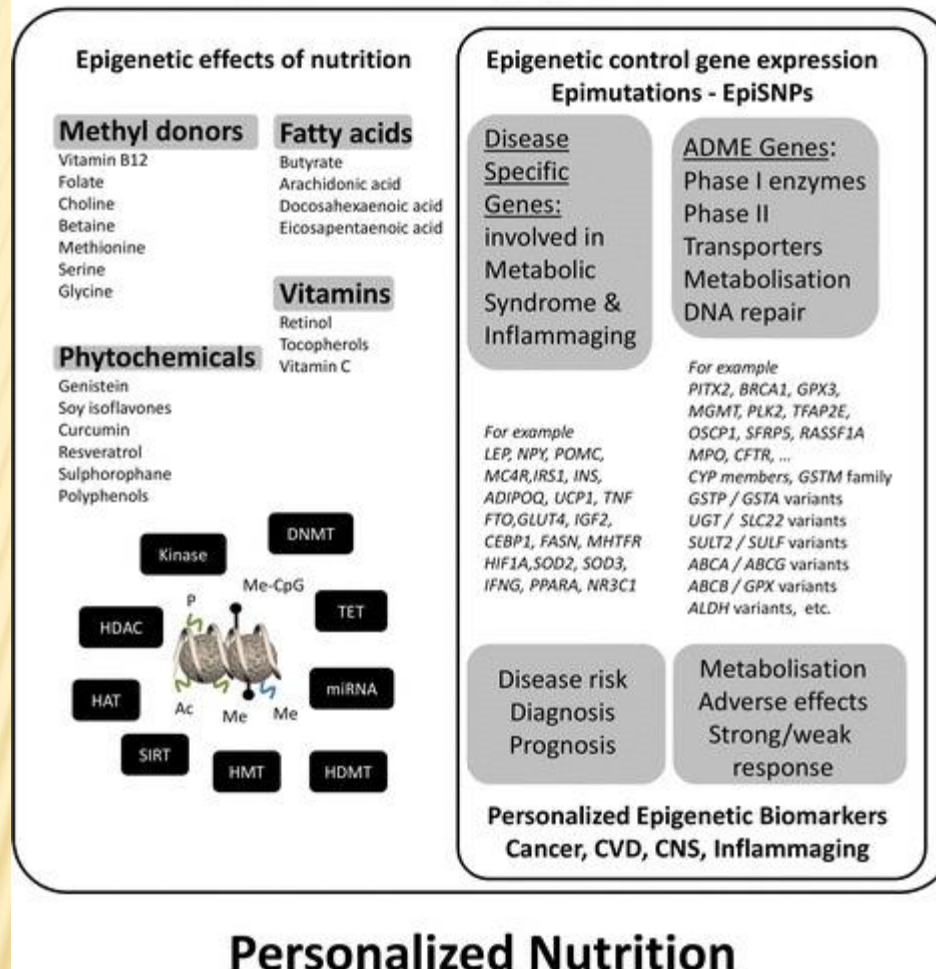 Epigenetic effects of nutrition
Methyl donors
Vitamin B12
Folate
Choline
Betaine
Methionine
Serine
Glycine
Fatty acids
Butyrate
Arachidonic acid
Docosahexaenoic acid
Eicosapentaenoic acid
Vitamins
Retinol
Tocopherols
Vitamin C
Phytochemicals
Genistein
Soy isoflavones
Curcumin
Resveratrol
Sulphorophane
Polyphenols
DNMT
Kinase
Me-CpG
P
TET
HDAC
miRNA
HAT
Ac
Me
Me
SIRT
HMT
HDMT
Epigenetic control gene expression
Epimutations - EpiSNPs
Disease
Specific
Genes:
involved in
Metabolic
Syndrome &
Inflammaging
For example
LEP, NPY, POMC,
MC4R,IRS1, INS,
ADIPOQ, UCP1, TNF
FTO,GLUT4, IGF2,
CEBP1, FASN, MHTFR
HIF1A,SOD2, SOD3,
IFNG, PPARA, NR3C1
ADME Genes:
Phase I enzymes
Phase II
Transporters
Metabolisation
DNA repair
For example
PITX2, BRCA1, GPX3,
MGMT, PLK2, TFAP2E,
OSCP1, SFRP5, RASSF1A
MPO, CFTR, ...
CYP members, GSTM family
GSTP / GSTA variants
UGT / SLC22 variants
SULT2 / SULF variants
ABCA / ABCG variants
ABCB / GPX variants
ALDH variants, etc.
Disease risk
Diagnosis
Prognosis
Metabolisation
Adverse effects
Strong/weak
response
Personalized Epigenetic Biomarkers
Cancer, CVD, CNS, Inflammaging
Personalized Nutrition